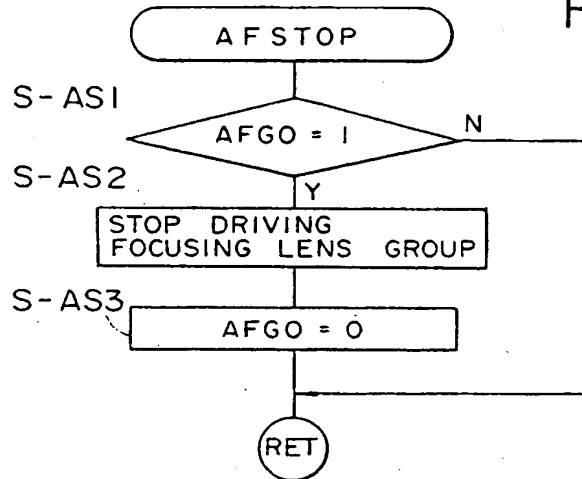 AFSTOP
S-AS1
AFGO = 1
N
S-AS2
Y
STOP DRIVING
FOCUSING LENS GROUP
S-AS3
AFGO = 0
RET